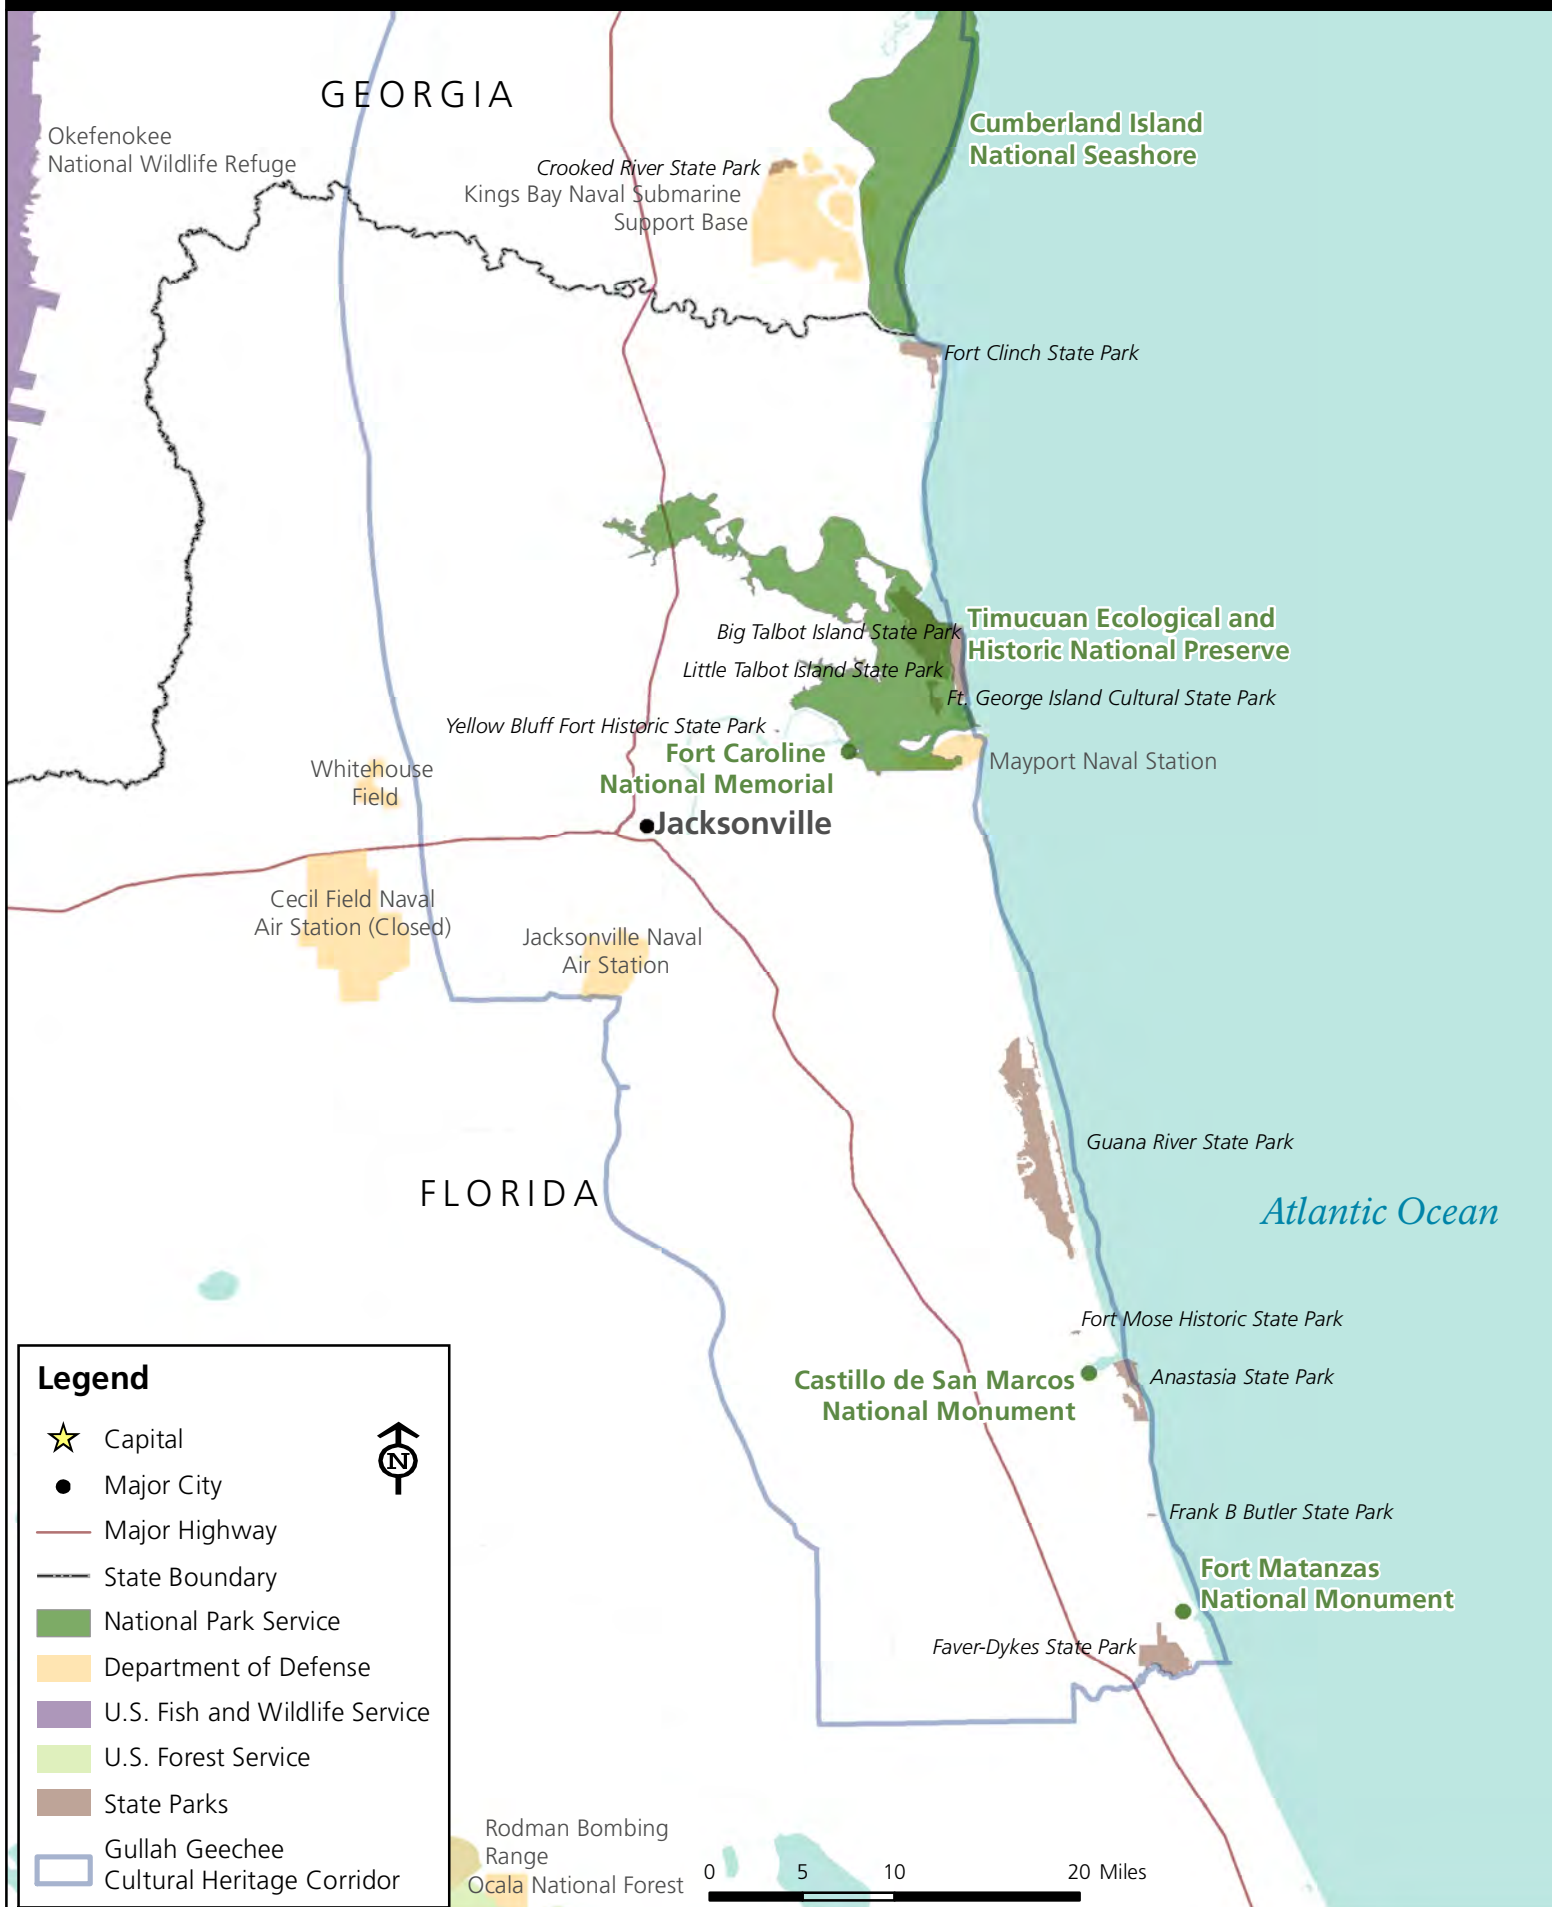 GEORGIA
Okefenokee
National Wildlife Refuge
Cumberland Island
National Seashore
Crooked River State Park
Kings Bay Naval Submarine
Support Base
Fort Clinch State Park
Timucuan Ecological and
Historic National Preserve
Big Talbot Island State Park
Little Talbot Island State Park
Ft. George Island Cultural State Park
Yellow Bluff Fort Historic State Park
Fort Caroline
National Memorial
Mayport Naval Station
Whitehouse
Field
Jacksonville
Cecil Field Naval
Air Station (Closed)
Jacksonville Naval
Air Station
Guana River State Park
FLORIDA
Atlantic Ocean
Fort Mose Historic State Park
Castillo de San Marcos
National Monument
Anastasia State Park
Frank B Butler State Park
Fort Matanzas
National Monument
Faver-Dykes State Park
Legend
Capital
N
Major City
Major Highway
State Boundary
National Park Service
Department of Defense
U.S. Fish and Wildlife Service
U.S. Forest Service
State Parks
Gullah Geechee
Cultural Heritage Corridor
Rodman Bombing
Range
Ocala National Forest
0 5 10 20 Miles